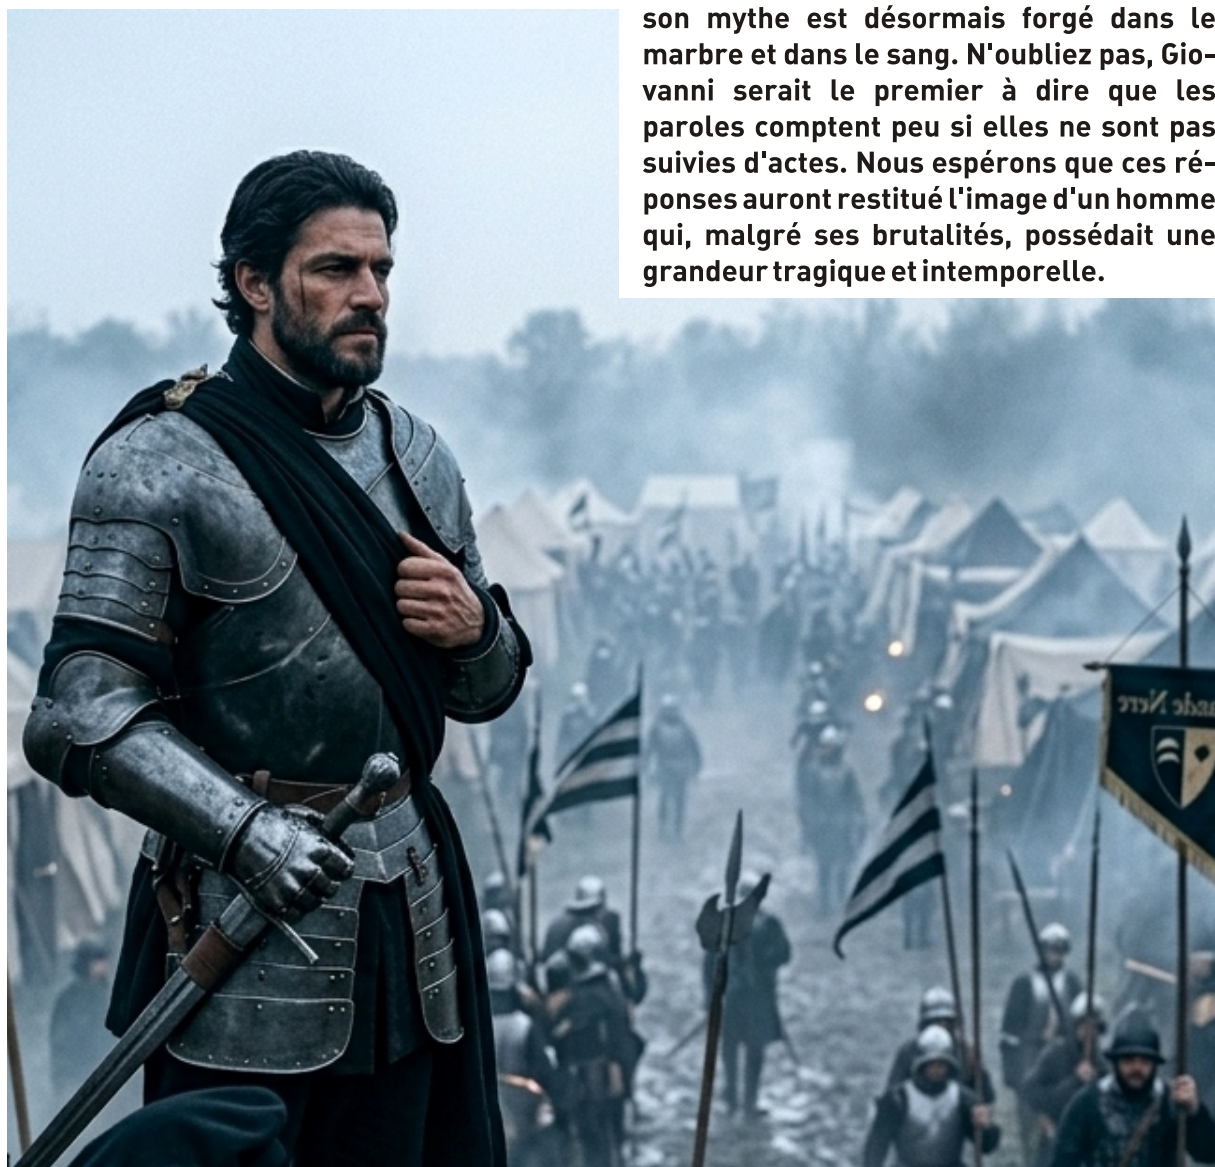 son mythe est désormais forgé dans le
marbre et dans le sang. N'oubliez pas, Gio-
vanni serait le premier à dire que les
paroles comptent peu si elles ne sont pas
suivies d'actes. Nous espérons que ces ré-
ponses auront restitué l'image d'un homme
qui, malgré ses brutalités, possédait une
grandeur tragique et intemporelle.
ande Nere